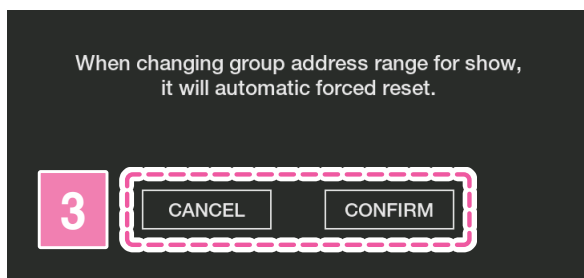 When changing group address range for show,
it will automatic forced reset.
3
CANCEL
CONFIRM